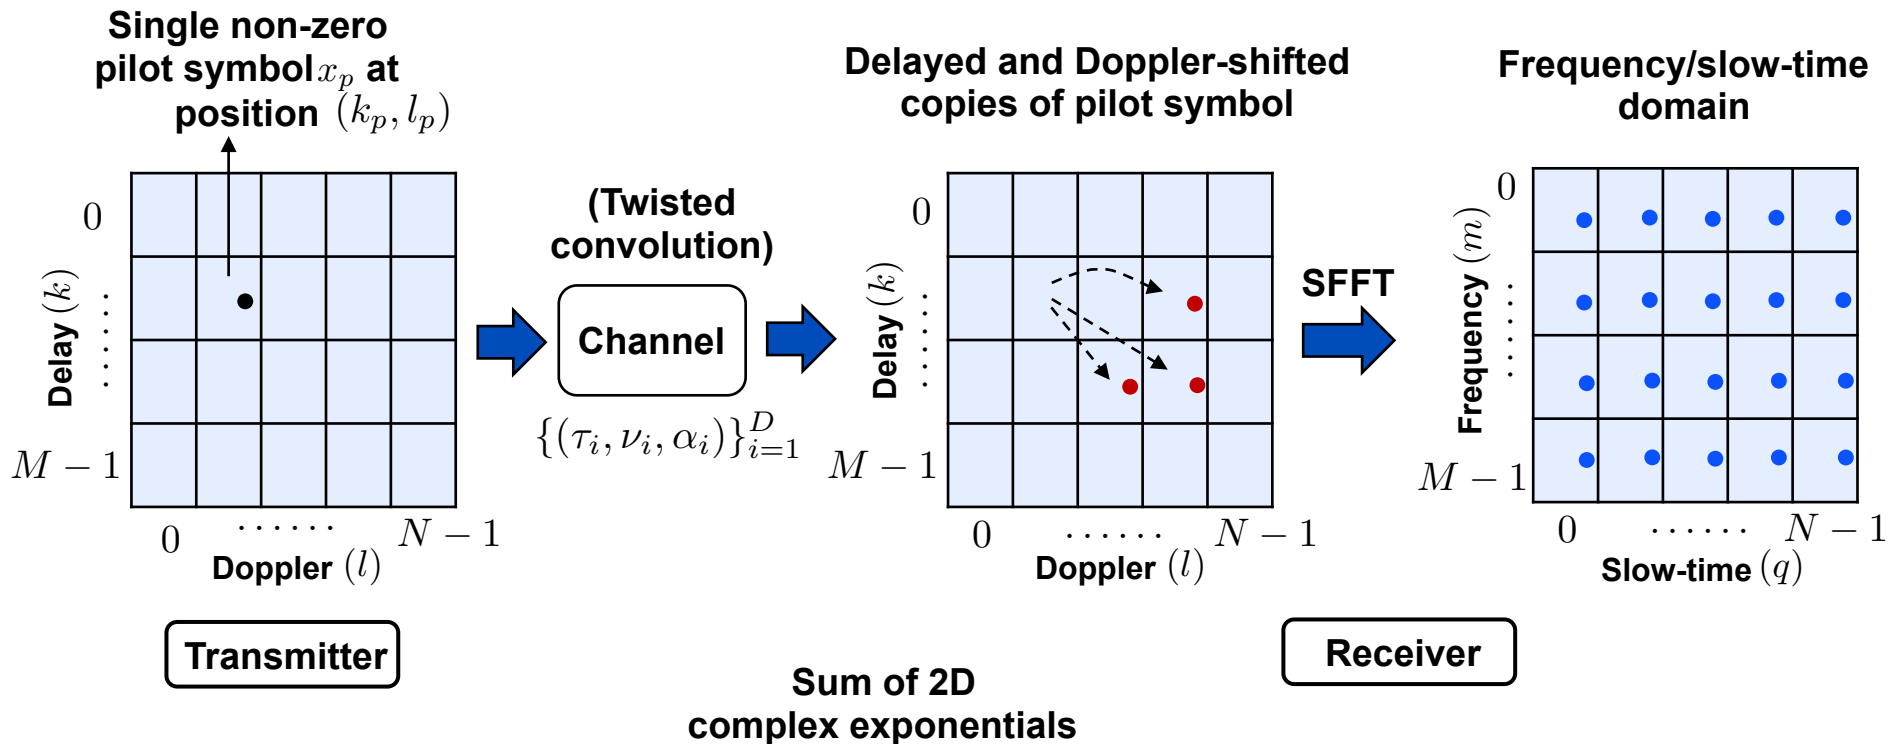 Single non-zero
pilot symbol x_p at
position (k_p, l_p)
0
Delay (k)
......
M − 1
0
......
N − 1
Doppler (l)
Transmitter
(Twisted
convolution)
Channel
{(τ_i, ν_i, α_i)}_{i=1}^D
Delayed and Doppler-shifted
copies of pilot symbol
0
Delay (k)
......
M − 1
0
......
N − 1
Doppler (l)
SFFT
Frequency/slow-time
domain
0
Frequency (m)
......
M − 1
0
......
N − 1
Slow-time (q)
Receiver
Sum of 2D
complex exponentials